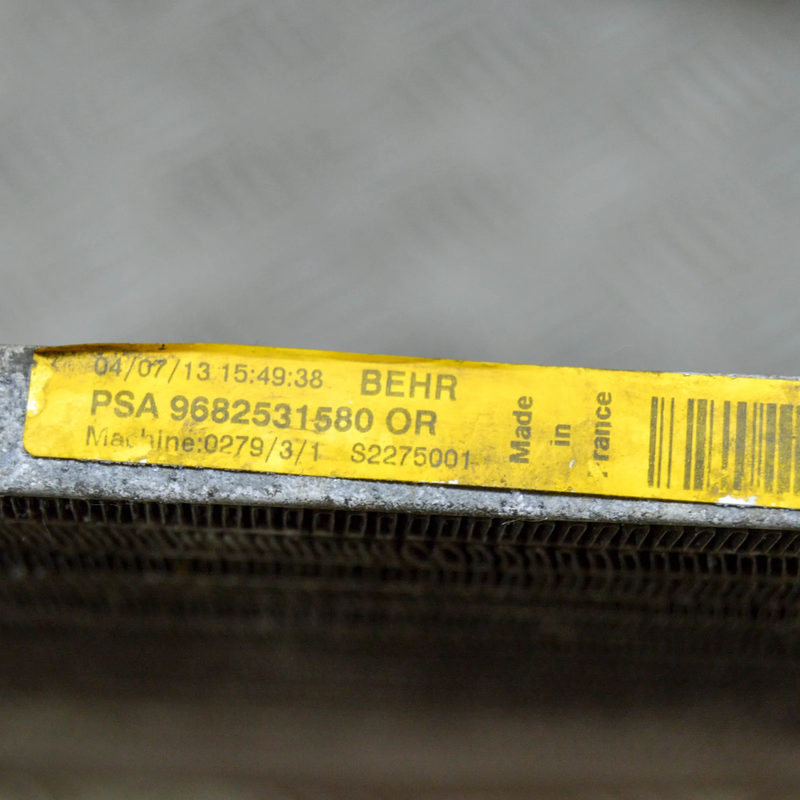 04/07/13 15:49:38 BEHR
PSA 9682531580 OR
Machine:0279/3/1 S2275001
Made
in
France